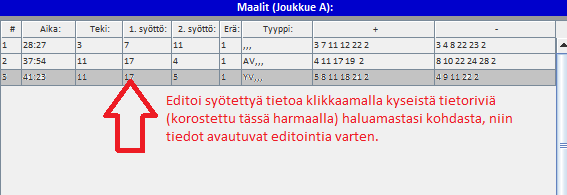 Maalit (Joukkue A):
# Aika: Teki: 1. syöttö: 2. syöttö: Erä: Tyyppi: + -
1 28:27 3 7 11 1 ,,, 3 7 11 12 22 2 3 4 8 22 23 2
2 37:54 11 17 4 1 AV,,, 4 11 17 19 2 8 10 22 24 28 2
3 41:23 11 17 5 1 YV,,, 5 8 11 18 21 2 4 9 11 22 2
Editoi syötettyä tietoa klikkaamalla kyseistä tietoriviä
(korostettu tässä harmaalla) haluamastasi kohdasta, niin
tiedot avautuvat editointia varten.